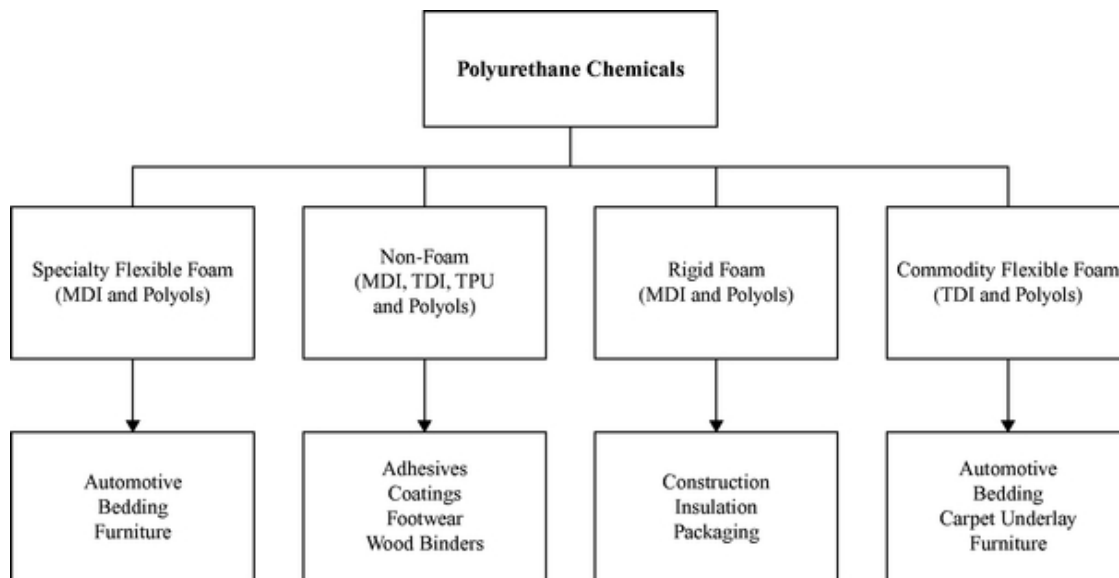 Polyurethane Chemicals
Specialty Flexible Foam
(MDI and Polyols)
Non-Foam
(MDI, TDI, TPU
and Polyols)
Rigid Foam
(MDI and Polyols)
Commodity Flexible Foam
(TDI and Polyols)
Automotive
Bedding
Furniture
Adhesives
Coatings
Footwear
Wood Binders
Construction
Insulation
Packaging
Automotive
Bedding
Carpet Underlay
Furniture